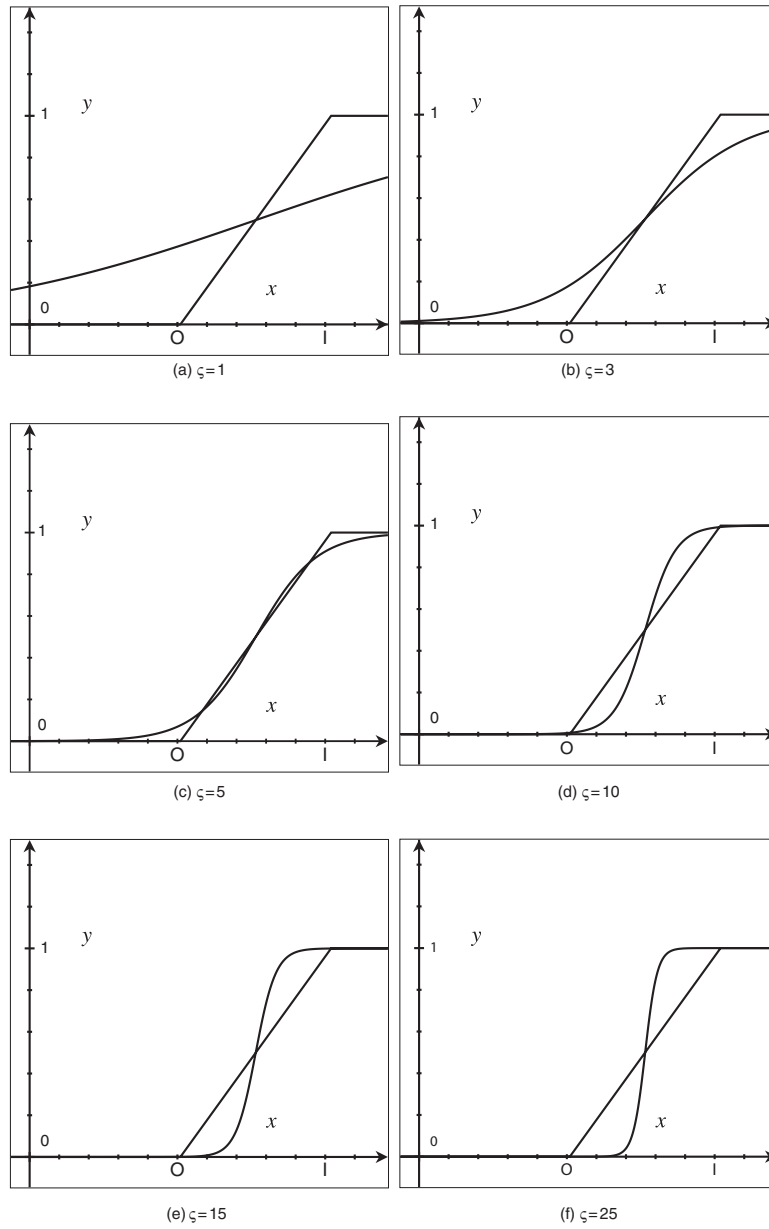 1
y
x
0
O
I
(a) ς=1
1
y
x
0
O
I
(b) ς=3
1
y
x
0
O
I
(c) ς=5
1
y
x
0
O
I
(d) ς=10
1
y
x
0
O
I
(e) ς=15
1
y
x
0
O
I
(f) ς=25